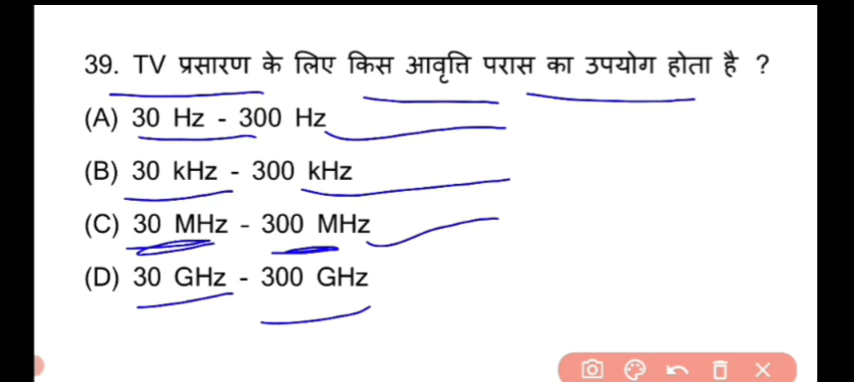 39. TV प्रसारण के लिए किस आवृत्ति परास का उपयोग होता है ?
(A) 30 Hz - 300 Hz
(B) 30 kHz - 300 kHz
(C) 30 MHz - 300 MHz
(D) 30 GHz - 300 GHz